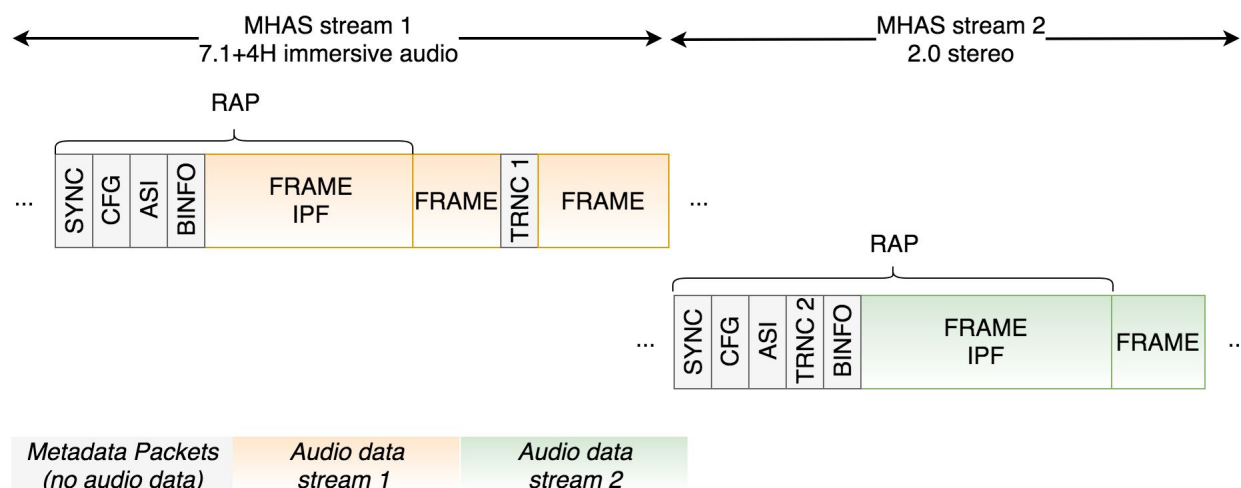 MHAS stream 1
7.1+4H immersive audio
MHAS stream 2
2.0 stereo
RAP
...
SYNC
CFG
ASI
BINFO
FRAME
IPF
FRAME
TRNC 1
FRAME
...
RAP
...
SYNC
CFG
ASI
TRNC 2
BINFO
FRAME
IPF
FRAME
..
Metadata Packets
(no audio data)
Audio data
stream 1
Audio data
stream 2